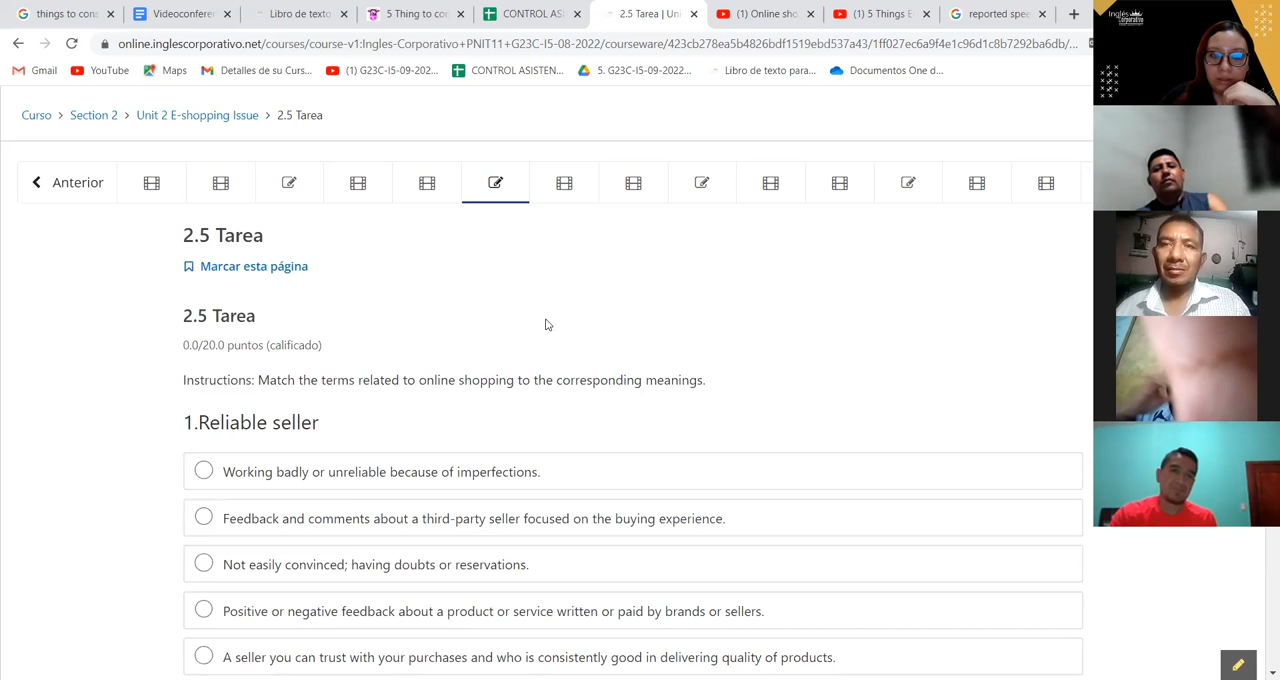 things to cons
Videoconferen
Libro de texto
5 Thing to con
CONTROL ASI
2.5 Tarea | Uni
(1) Online sho
(1) 5 Things E
reported spee
online.inglescorporativo.net/courses/course-v1:Ingles-Corporativo+PNIT11+G23C-I5-08-2022/courseware/423cb278ea5b4826bdf1519ebd537a43/1ff027ec6a9f4e1c96d1c8b7292ba6db/...
Gmail
YouTube
Maps
Detalles de su Curs...
(1) G23C-I5-09-202...
CONTROL ASISTEN...
5. G23C-I5-09-2022...
Libro de texto para...
Documentos One d...
Inglés Corporativo
Curso > Section 2 > Unit 2 E-shopping Issue > 2.5 Tarea
Anterior
2.5 Tarea
Marcar esta página
2.5 Tarea
0.0/20.0 puntos (calificado)
Instructions: Match the terms related to online shopping to the corresponding meanings.
1.Reliable seller
Working badly or unreliable because of imperfections.
Feedback and comments about a third-party seller focused on the buying experience.
Not easily convinced; having doubts or reservations.
Positive or negative feedback about a product or service written or paid by brands or sellers.
A seller you can trust with your purchases and who is consistently good in delivering quality of products.